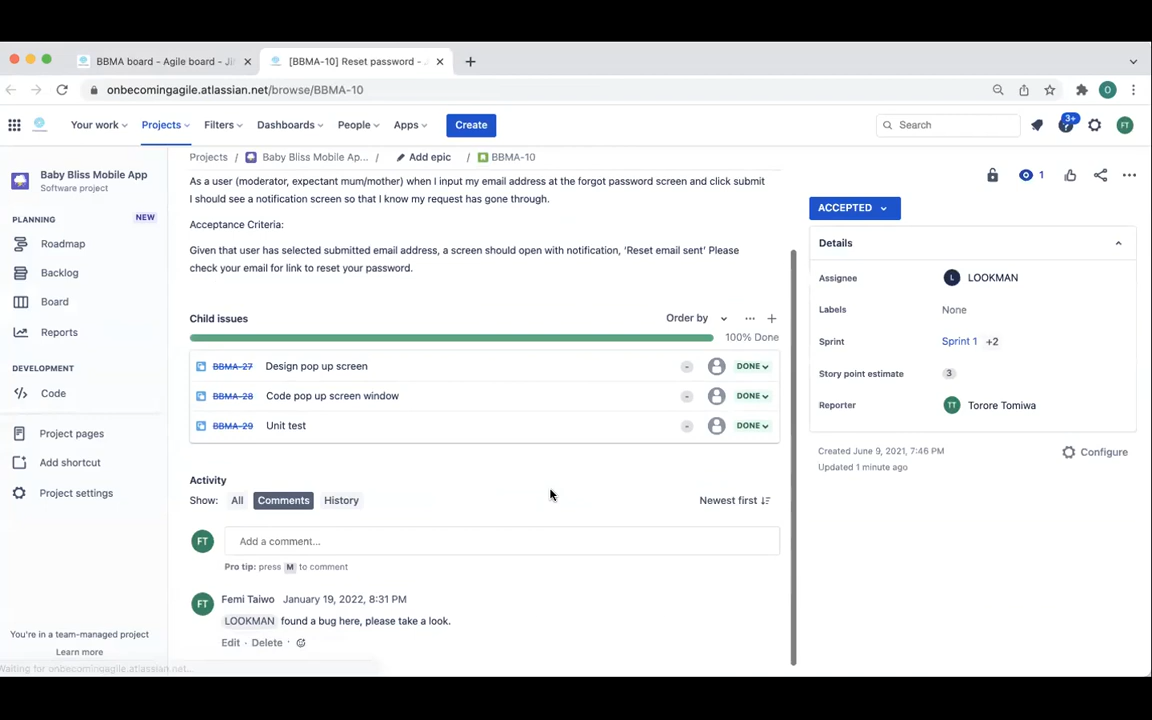 BBMA board - Agile board - Ji
[BBMA-10] Reset password - J
onbecomingagile.atlassian.net/browse/BBMA-10
O
Your work
Projects
Filters
Dashboards
People
Apps
Create
Search
3+
FT
Baby Bliss Mobile App
Software project
PLANNING
NEW
Roadmap
Backlog
Board
Reports
DEVELOPMENT
Code
Project pages
Add shortcut
Project settings
You're in a team-managed project
Learn more
Waiting for onbecomingagile.atlassian.net...
Projects / Baby Bliss Mobile Ap... / Add epic / BBMA-10
As a user (moderator, expectant mum/mother) when I input my email address at the forgot password screen and click submit
I should see a notification screen so that I know my request has gone through.
Acceptance Criteria:
Given that user has selected submitted email address, a screen should open with notification, 'Reset email sent' Please
check your email for link to reset your password.
Child issues
Order by
100% Done
BBMA-27 Design pop up screen - DONE
BBMA-28 Code pop up screen window - DONE
BBMA-29 Unit test - DONE
Activity
Show: All Comments History
Newest first
FT
Add a comment...
Pro tip: press M to comment
FT
Femi Taiwo January 19, 2022, 8:31 PM
LOOKMAN found a bug here, please take a look.
Edit · Delete ·
1
ACCEPTED
Details
Assignee L LOOKMAN
Labels None
Sprint Sprint 1 +2
Story point estimate 3
Reporter TT Torore Tomiwa
Created June 9, 2021, 7:46 PM
Updated 1 minute ago
Configure